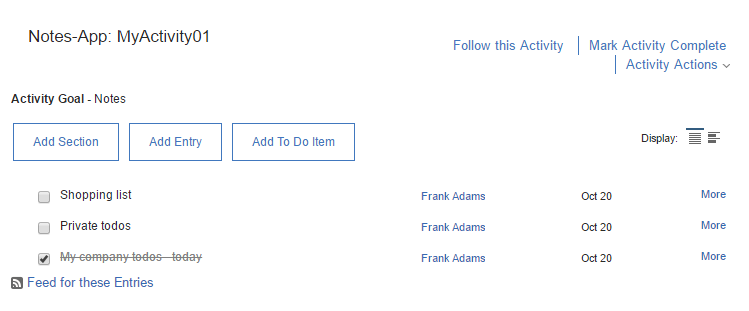 Notes-App: MyActivity01
Follow this Activity
Mark Activity Complete
Activity Actions
Activity Goal - Notes
Add Section
Add Entry
Add To Do Item
Display:
Shopping list Frank Adams Oct 20 More
Private todos Frank Adams Oct 20 More
My company todos - today Frank Adams Oct 20 More
Feed for these Entries